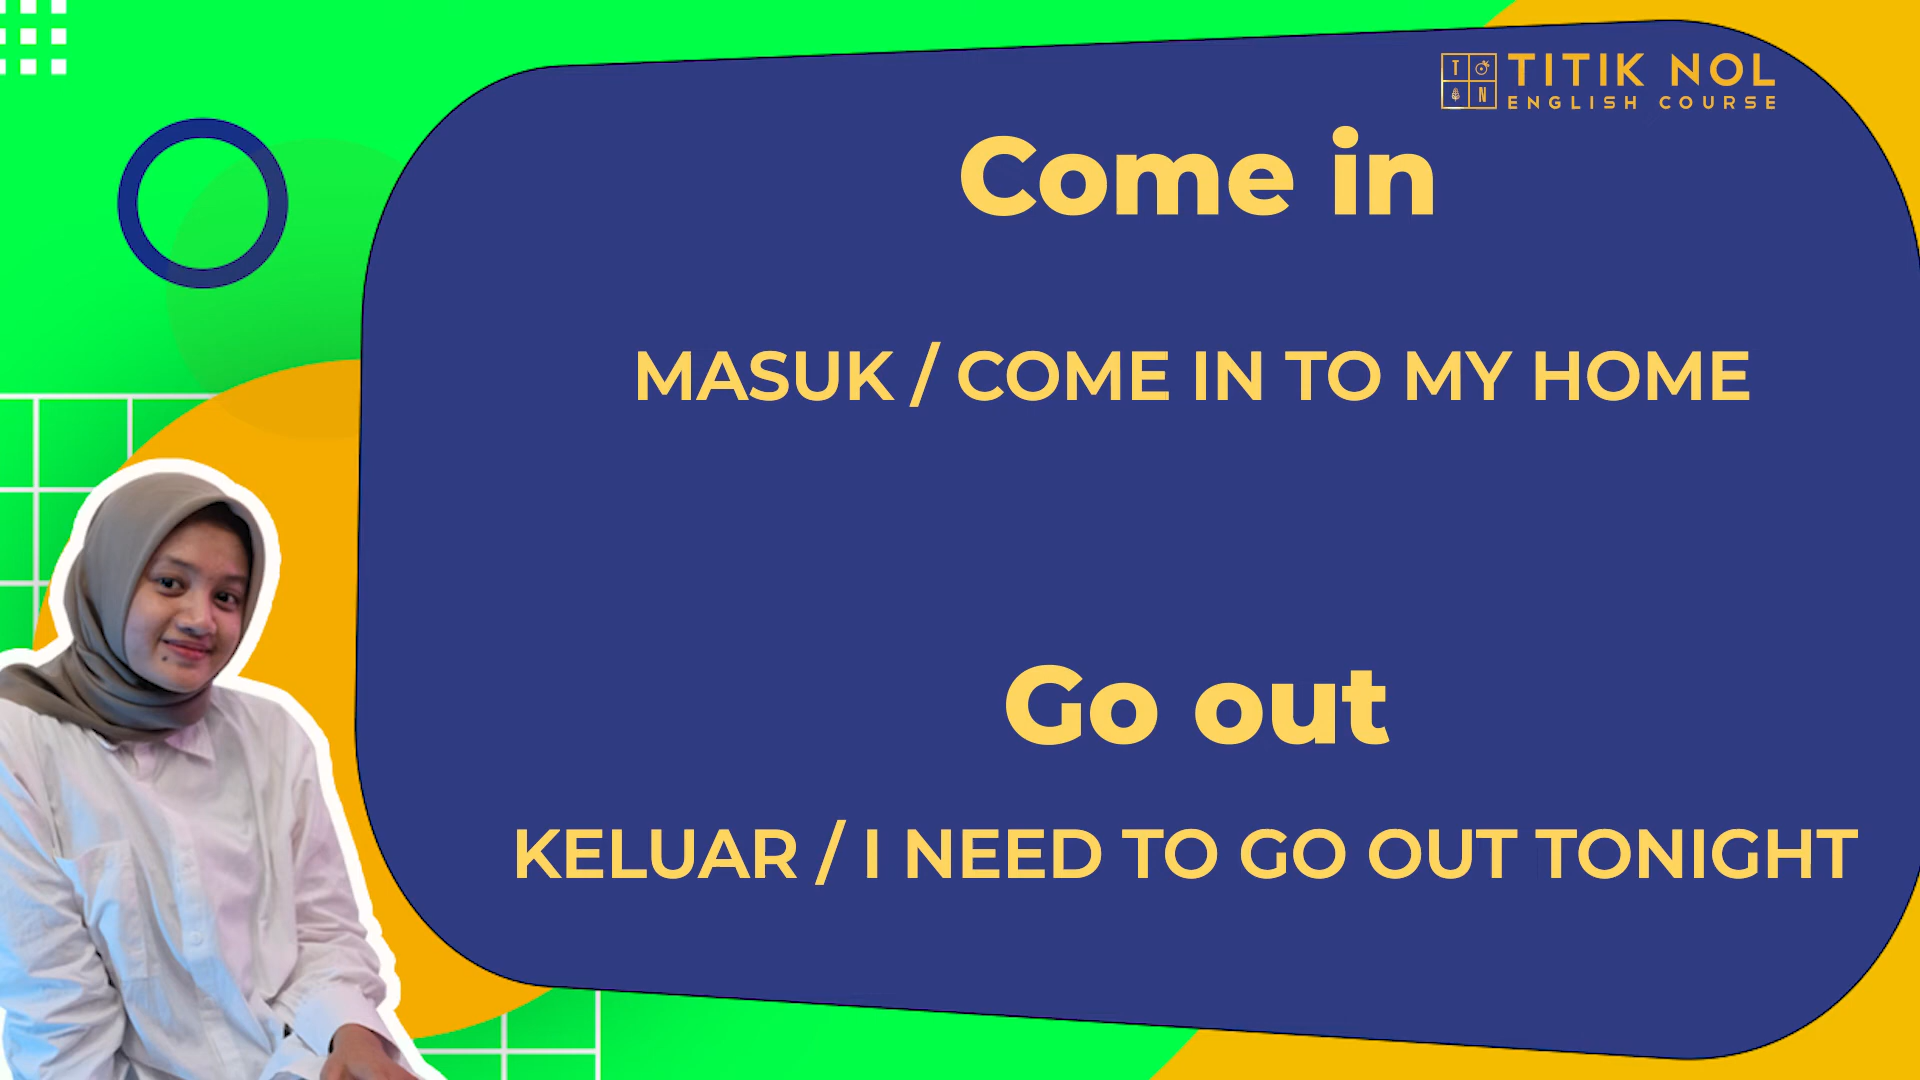 TITIK NOL
ENGLISH COURSE
Come in
MASUK / COME IN TO MY HOME
Go out
KELUAR / I NEED TO GO OUT TONIGHT